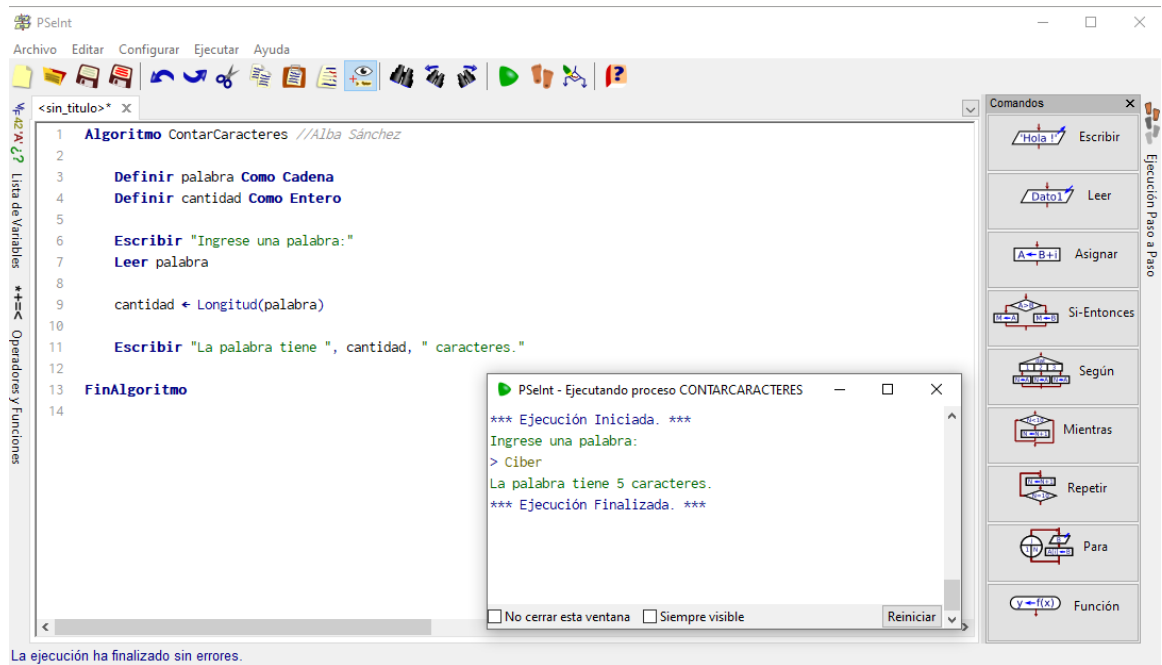 PSeInt
Archivo Editar Configurar Ejecutar Ayuda
<sin_titulo>* X
1 Algoritmo ContarCaracteres //Alba Sánchez
2
3 Definir palabra Como Cadena
4 Definir cantidad Como Entero
5
6 Escribir "Ingrese una palabra:"
7 Leer palabra
8
9 cantidad ← Longitud(palabra)
10
11 Escribir "La palabra tiene ", cantidad, " caracteres."
12
13 FinAlgoritmo
14
Lista de Variables
*+=< Operadores y Funciones
PSeInt - Ejecutando proceso CONTARCARACTERES
*** Ejecución Iniciada. ***
Ingrese una palabra:
> Ciber
La palabra tiene 5 caracteres.
*** Ejecución Finalizada. ***
No cerrar esta ventana Siempre visible Reiniciar
Comandos
'Hola !' Escribir
Dato1 Leer
A←B+i Asignar
Si-Entonces
Según
Mientras
Repetir
Para
y←f(x) Función
Ejecución Paso a Paso
La ejecución ha finalizado sin errores.